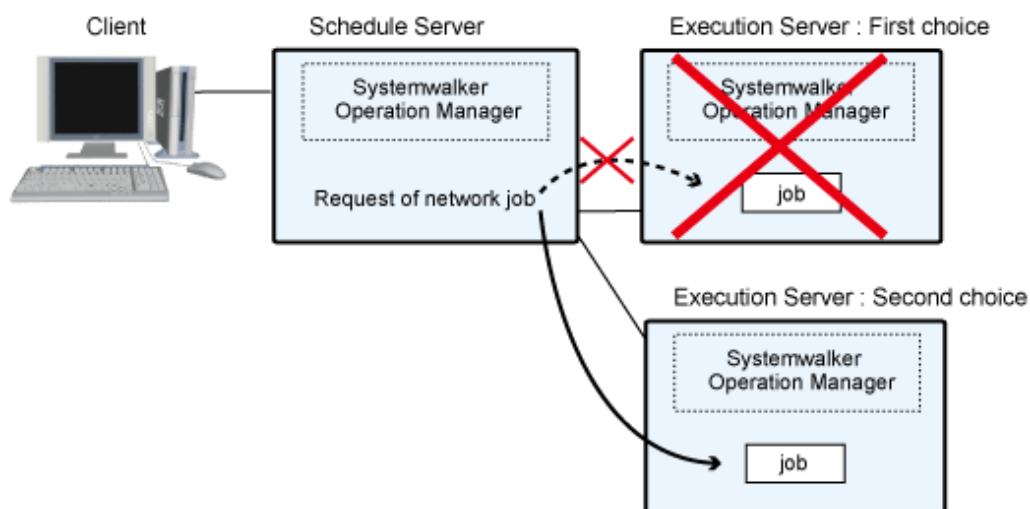 Client
Schedule Server
Execution Server : First choice
Systemwalker
Operation Manager
Systemwalker
Operation Manager
Request of network job
job
Execution Server : Second choice
Systemwalker
Operation Manager
job